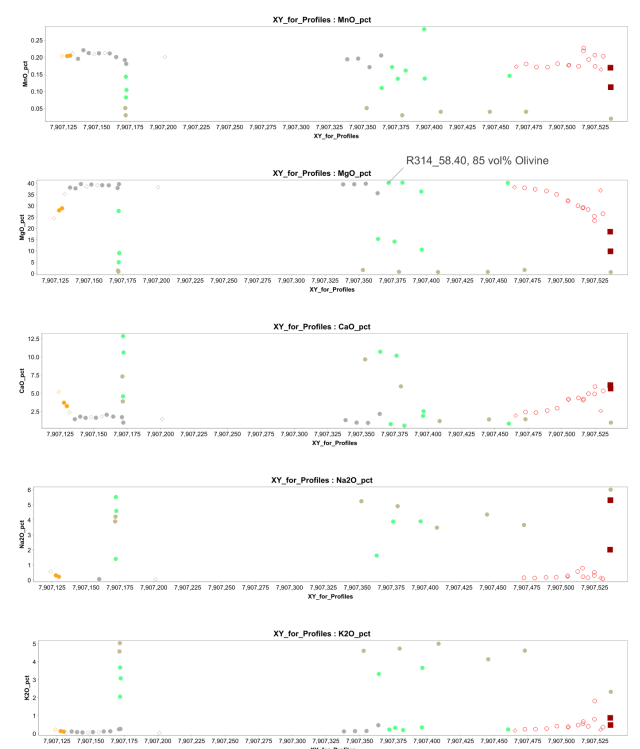 XY_for_Profiles : MnO_pct
MnO_pct
0.25
0.20
0.15
0.10
0.05
7,907,125 7,907,150 7,907,175 7,907,200 7,907,225 7,907,250 7,907,275 7,907,300 7,907,325 7,907,350 7,907,375 7,907,400 7,907,425 7,907,450 7,907,475 7,907,500 7,907,525
XY_for_Profiles
R314_58.40, 85 vol% Olivine
XY_for_Profiles : MgO_pct
MgO_pct
40
35
30
25
20
15
10
5
0
7,907,125 7,907,150 7,907,175 7,907,200 7,907,225 7,907,250 7,907,275 7,907,300 7,907,325 7,907,350 7,907,375 7,907,400 7,907,425 7,907,450 7,907,475 7,907,500 7,907,525
XY_for_Profiles
XY_for_Profiles : CaO_pct
CaO_pct
12.5
10.0
7.5
5.0
2.5
7,907,125 7,907,150 7,907,175 7,907,200 7,907,225 7,907,250 7,907,275 7,907,300 7,907,325 7,907,350 7,907,375 7,907,400 7,907,425 7,907,450 7,907,475 7,907,500 7,907,525
XY_for_Profiles
XY_for_Profiles : Na2O_pct
Na2O_pct
6
5
4
3
2
1
0
7,907,125 7,907,150 7,907,175 7,907,200 7,907,225 7,907,250 7,907,275 7,907,300 7,907,325 7,907,350 7,907,375 7,907,400 7,907,425 7,907,450 7,907,475 7,907,500 7,907,525
XY_for_Profiles
XY_for_Profiles : K2O_pct
K2O_pct
5
4
3
2
1
0
7,907,125 7,907,150 7,907,175 7,907,200 7,907,225 7,907,250 7,907,275 7,907,300 7,907,325 7,907,350 7,907,375 7,907,400 7,907,425 7,907,450 7,907,475 7,907,500 7,907,525